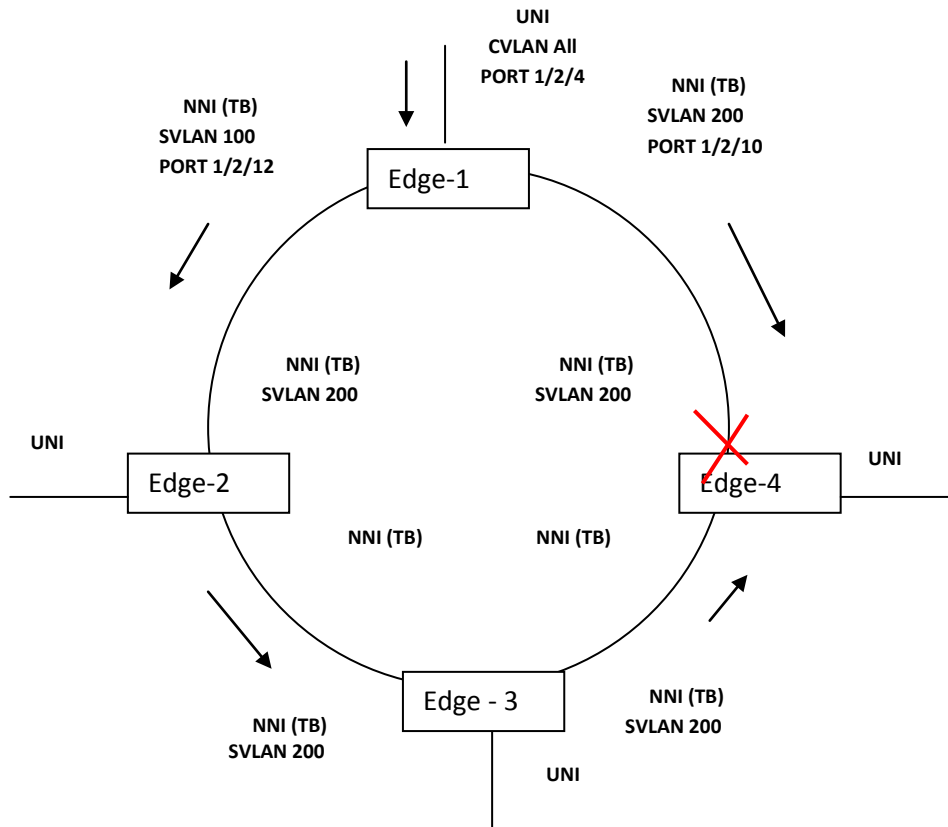 UNI
CVLAN All
PORT 1/2/4
NNI (TB)
SVLAN 100
PORT 1/2/12
NNI (TB)
SVLAN 200
PORT 1/2/10
Edge-1
NNI (TB)
SVLAN 200
NNI (TB)
SVLAN 200
UNI
Edge-2
Edge-4
UNI
NNI (TB)
NNI (TB)
Edge - 3
NNI (TB)
SVLAN 200
NNI (TB)
SVLAN 200
UNI